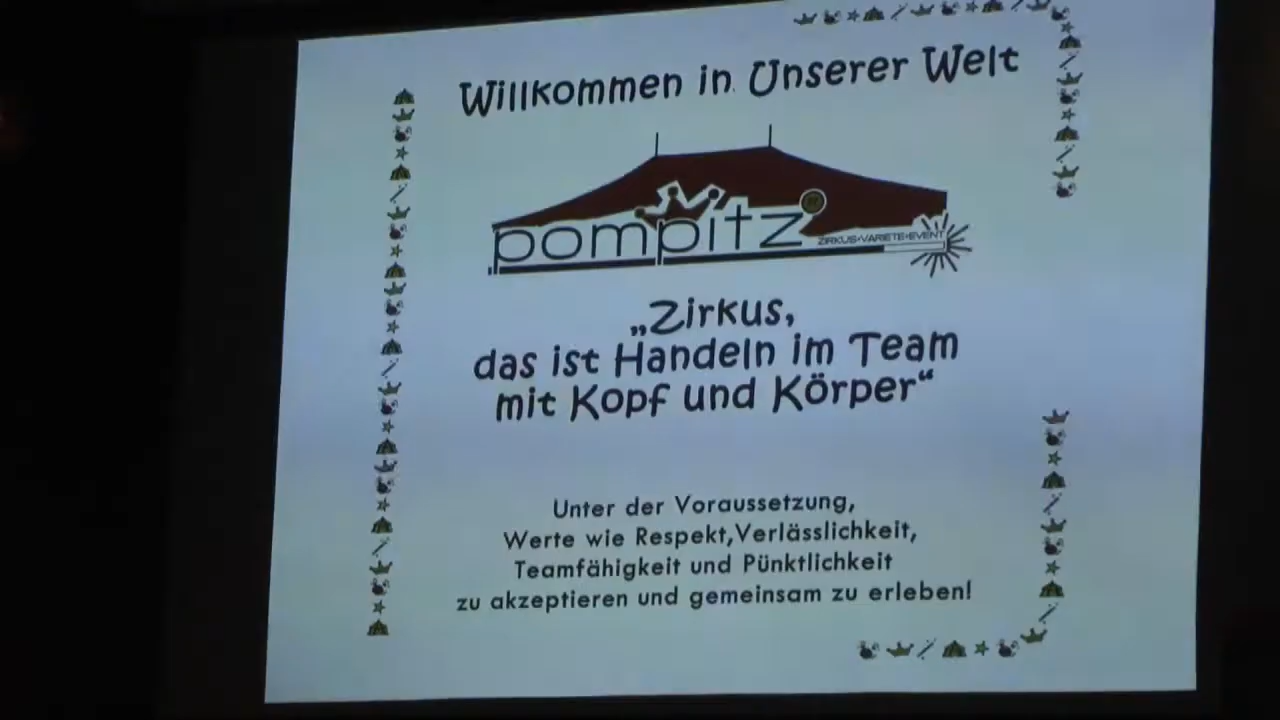 Willkommen in Unserer Welt
pompitz
ZIRKUS•VARIETE•EVENT
„Zirkus,
das ist Handeln im Team
mit Kopf und Körper“
Unter der Voraussetzung,
Werte wie Respekt,Verlässlichkeit,
Teamfähigkeit und Pünktlichkeit
zu akzeptieren und gemeinsam zu erleben!